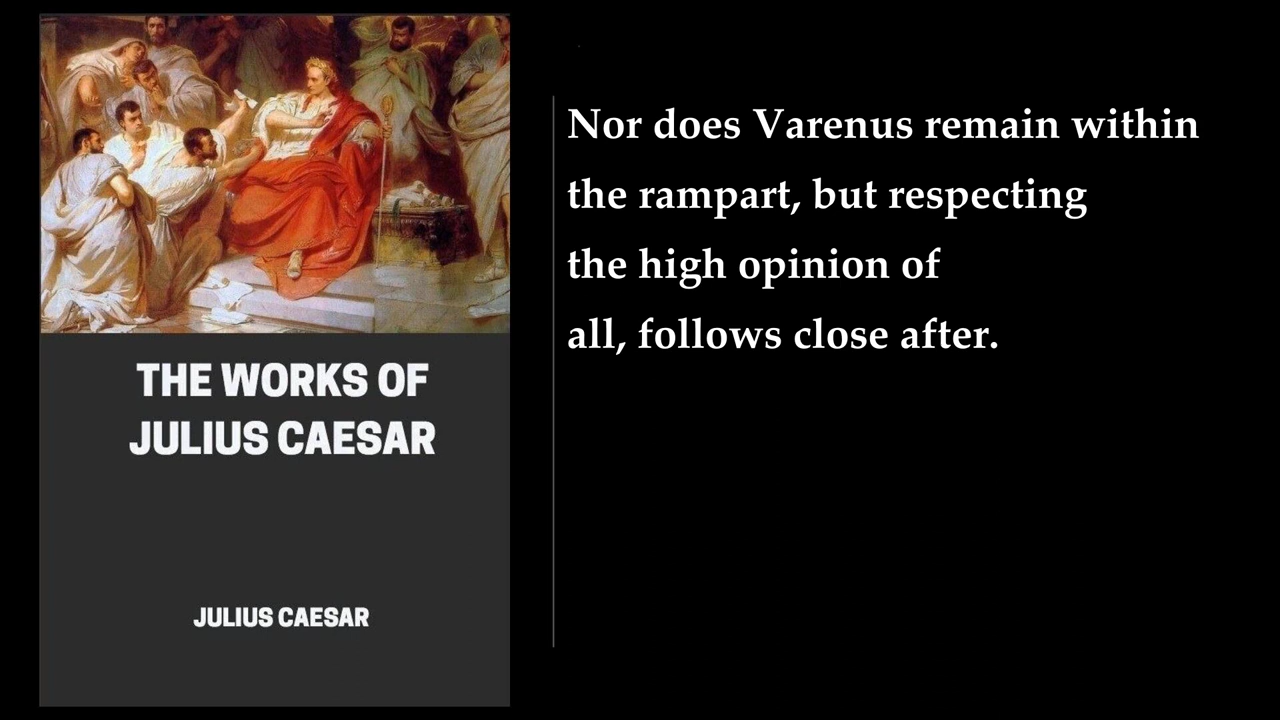 THE WORKS OF
JULIUS CAESAR
JULIUS CAESAR
Nor does Varenus remain within
the rampart, but respecting
the high opinion of
all, follows close after.